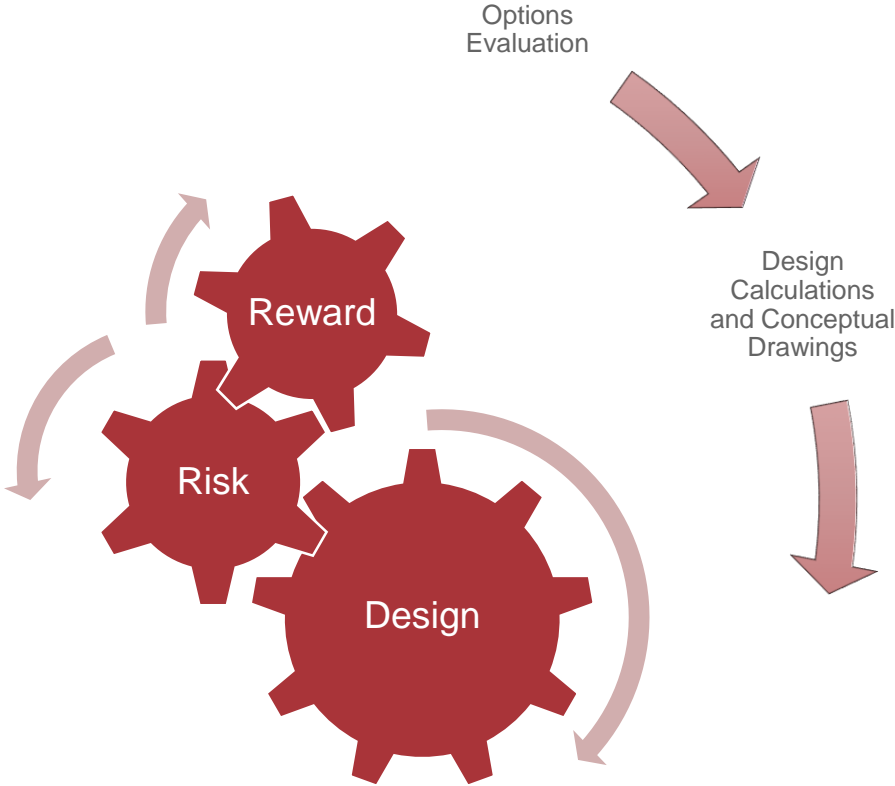 Options
Evaluation
Design
Calculations
and Conceptual
Drawings
Reward
Risk
Design